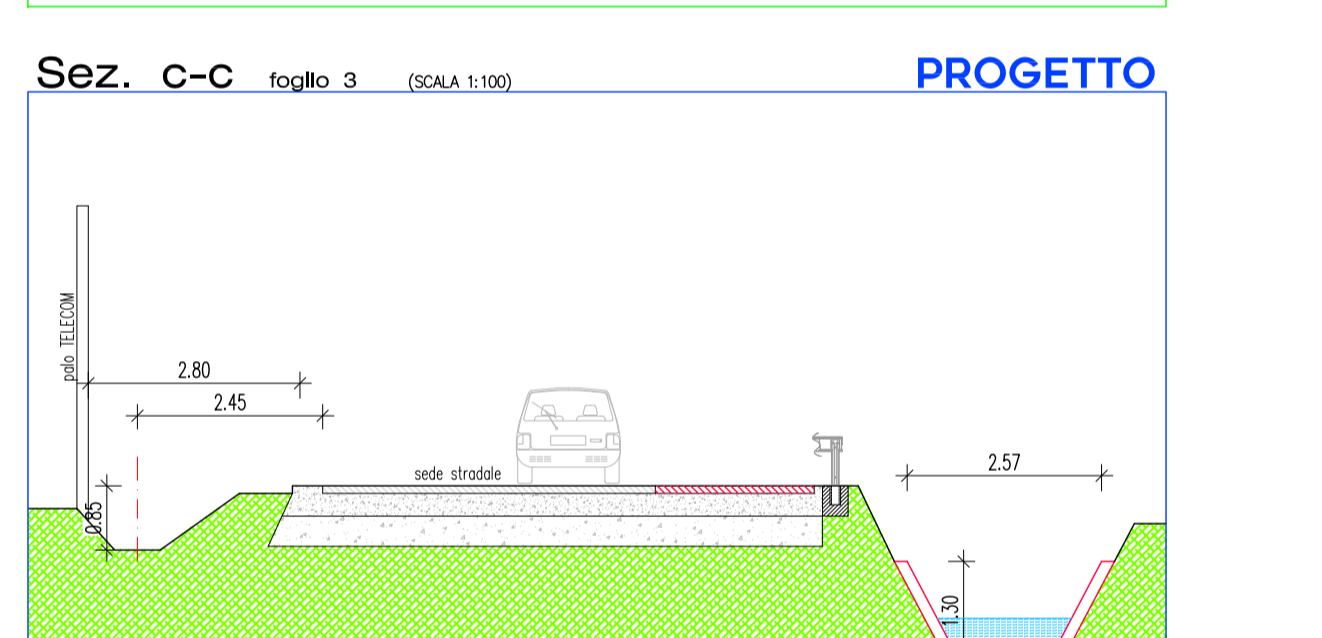 Sez. C-C foglio 3 (SCALA 1:100) PROGETTO
palo TELECOM
2.80
2.45
sede stradale
0.85
2.57
1.30